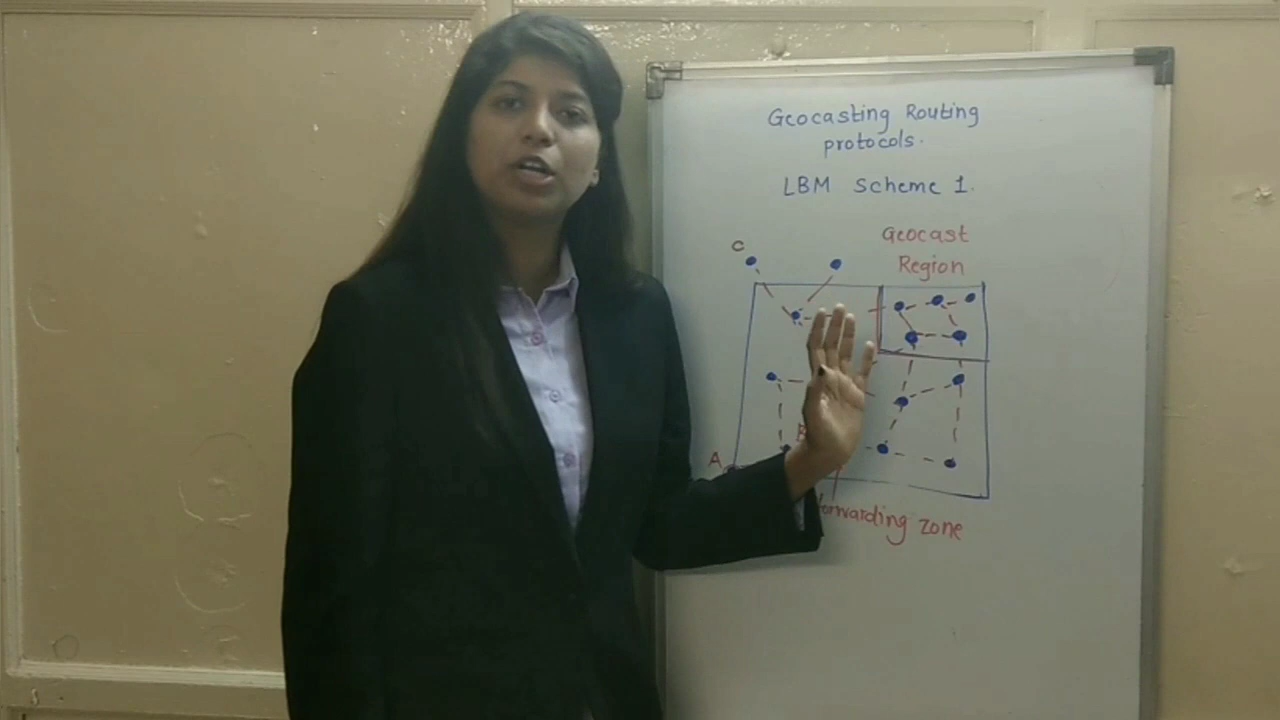 Geocasting Routing
protocols.
LBM Scheme 1.
Geocast
Region
C
A
B
forwarding zone